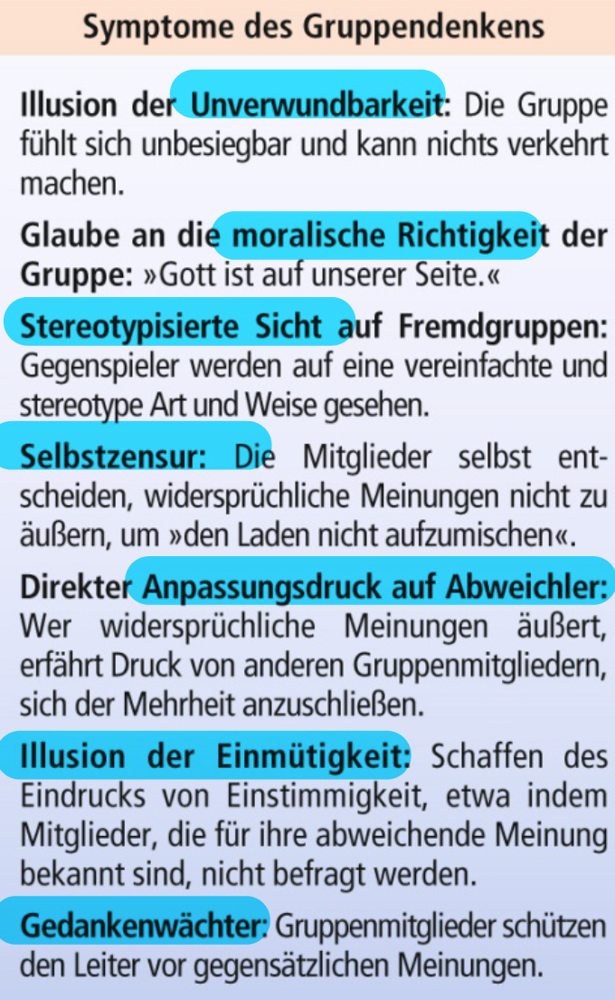 Symptome des Gruppendenkens
Illusion der Unverwundbarkeit: Die Gruppe
fühlt sich unbesiegbar und kann nichts verkehrt
machen.
Glaube an die moralische Richtigkeit der
Gruppe: »Gott ist auf unserer Seite.«
Stereotypisierte Sicht auf Fremdgruppen:
Gegenspieler werden auf eine vereinfachte und
stereotype Art und Weise gesehen.
Selbstzensur: Die Mitglieder selbst ent-
scheiden, widersprüchliche Meinungen nicht zu
äußern, um »den Laden nicht aufzumischen«.
Direkter Anpassungsdruck auf Abweichler:
Wer widersprüchliche Meinungen äußert,
erfährt Druck von anderen Gruppenmitgliedern,
sich der Mehrheit anzuschließen.
Illusion der Einmütigkeit: Schaffen des
Eindrucks von Einstimmigkeit, etwa indem
Mitglieder, die für ihre abweichende Meinung
bekannt sind, nicht befragt werden.
Gedankenwächter: Gruppenmitglieder schützen
den Leiter vor gegensätzlichen Meinungen.